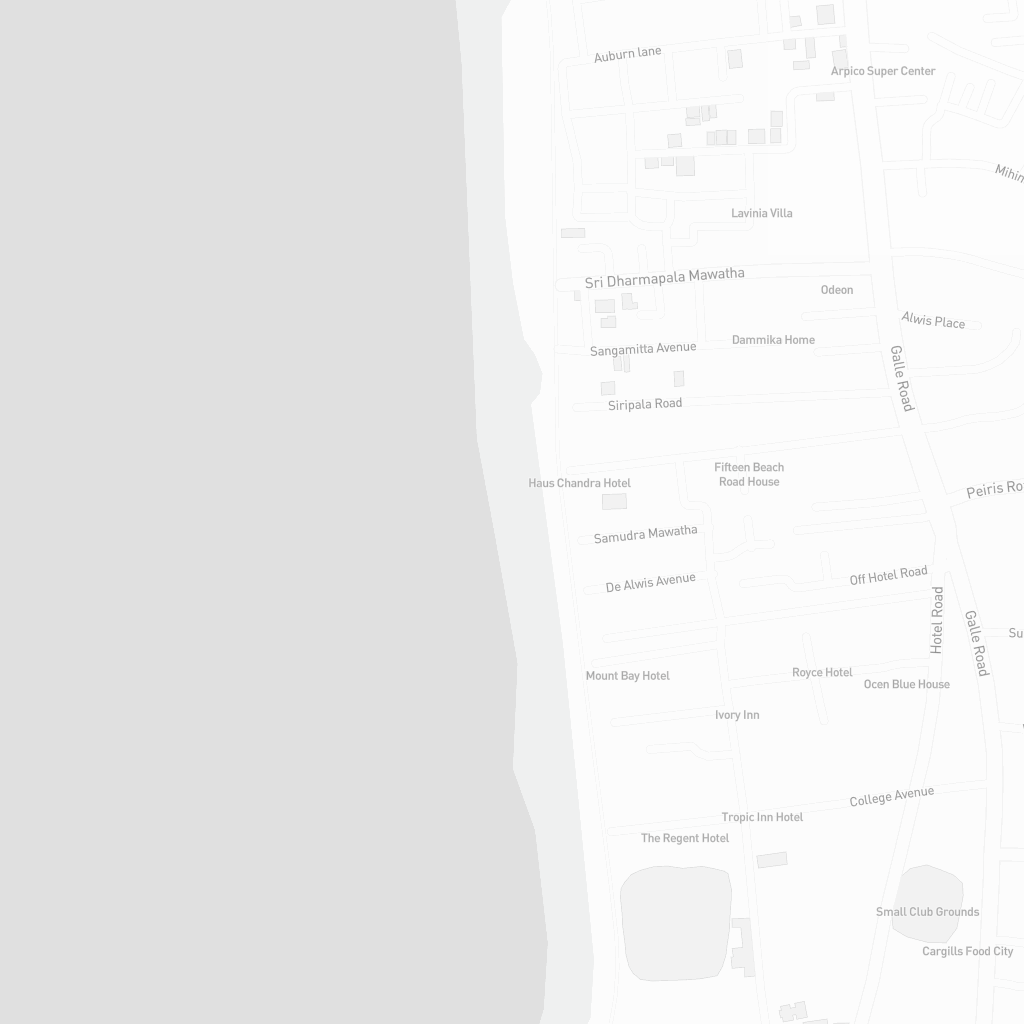 Auburn lane
Arpico Super Center
Lavinia Villa
Sri Dharmapala Mawatha
Odeon
Alwis Place
Dammika Home
Sangamitta Avenue
Galle Road
Siripala Road
Fifteen Beach
Road House
Haus Chandra Hotel
Samudra Mawatha
De Alwis Avenue
Off Hotel Road
Hotel Road
Galle Road
Mount Bay Hotel
Royce Hotel
Ocen Blue House
Ivory Inn
College Avenue
Tropic Inn Hotel
The Regent Hotel
Small Club Grounds
Cargills Food City
Peiris